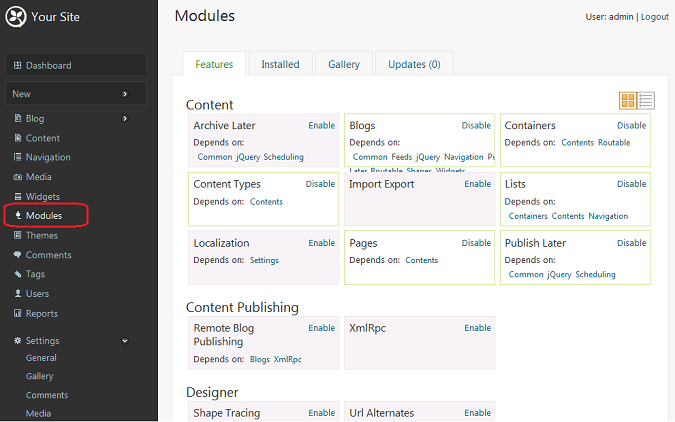 Your Site
Dashboard
New
Blog
Content
Navigation
Media
Widgets
Modules
Themes
Comments
Tags
Users
Reports
Settings
General
Gallery
Comments
Media
Modules
User: admin | Logout
Features Installed Gallery Updates (0)
Content
Archive Later Enable
Depends on:
Common jQuery Scheduling
Blogs Disable
Depends on:
Common Feeds jQuery Navigation
Later Routable Shapes Widgets
Containers Disable
Depends on: Contents Routable
Content Types Disable
Depends on: Contents
Import Export Enable
Lists Disable
Depends on:
Containers Contents Navigation
Localization Enable
Depends on: Settings
Pages Disable
Depends on: Contents
Publish Later Disable
Depends on:
Common jQuery Scheduling
Content Publishing
Remote Blog Enable
Publishing
Depends on: Blogs XmlRpc
XmlRpc Enable
Designer
Shape Tracing Enable
Url Alternates Enable